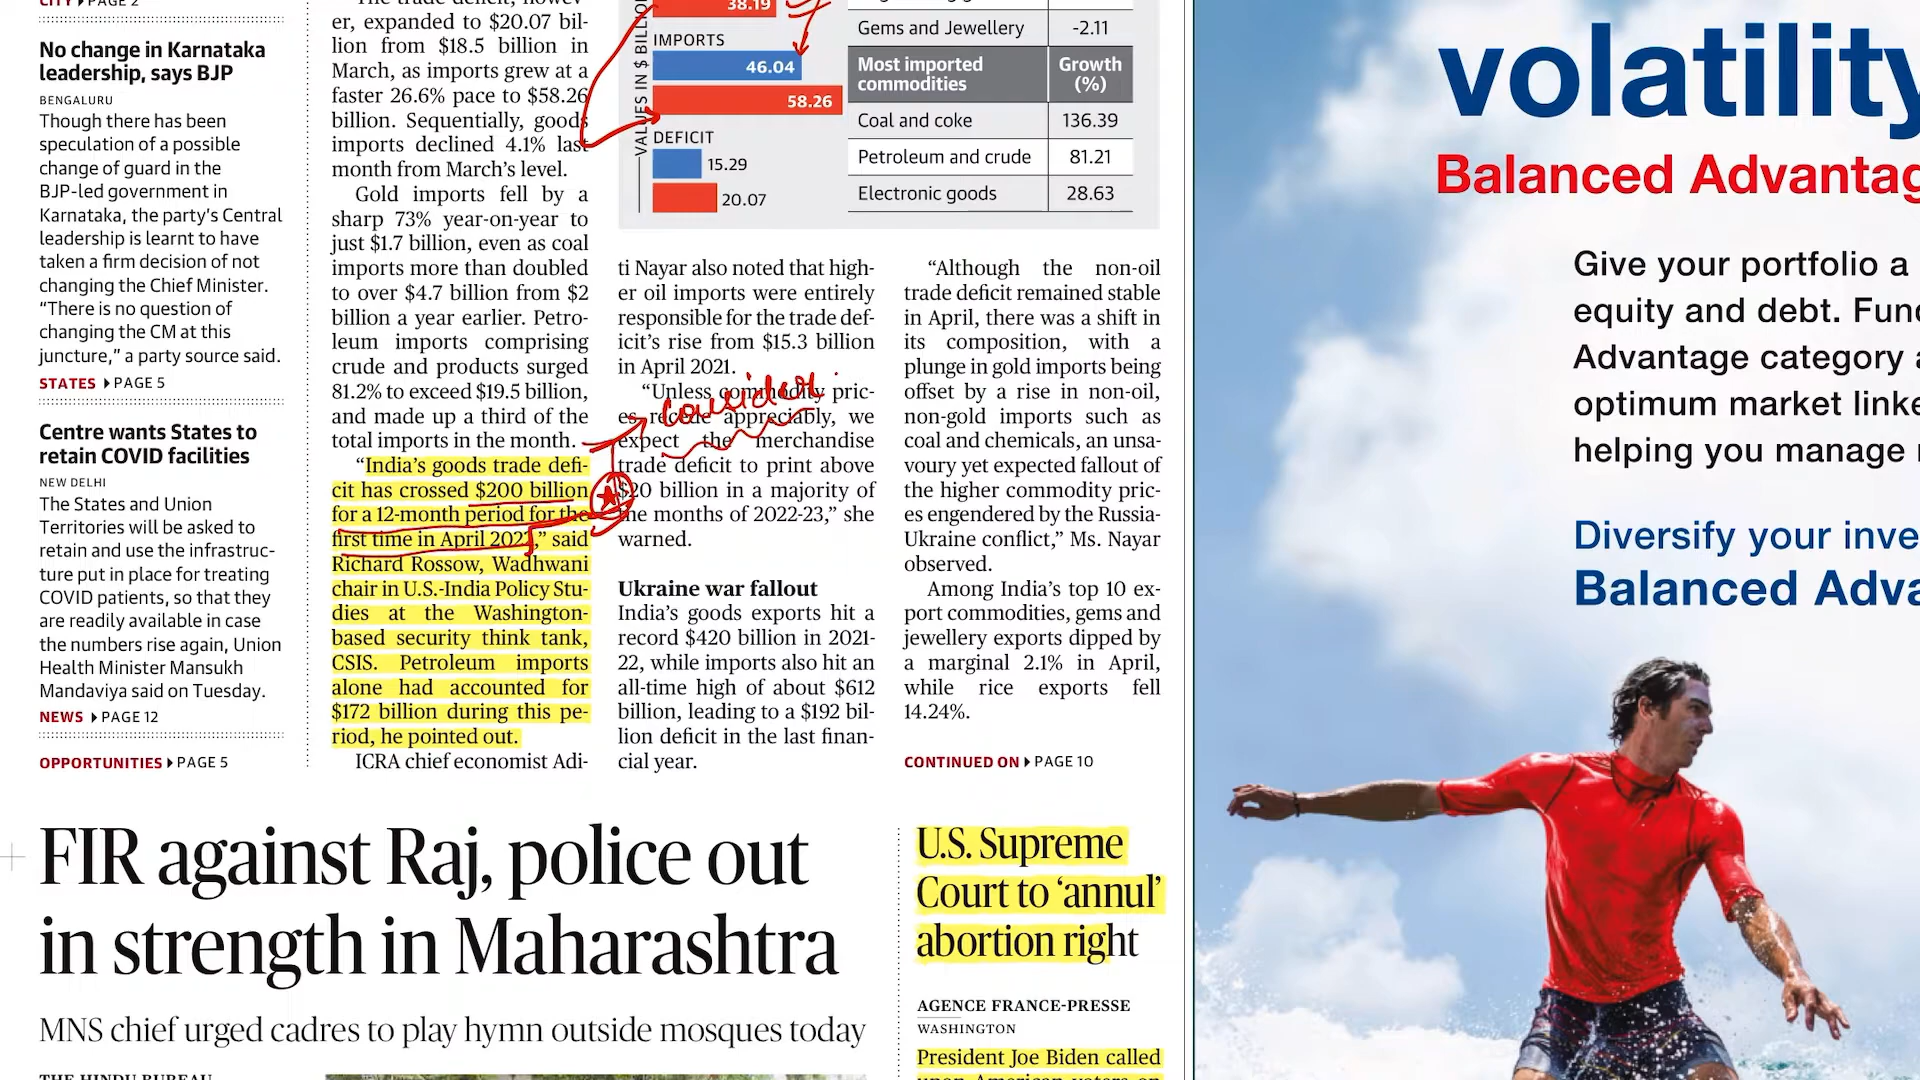 CITY ▶ PAGE 2
No change in Karnataka
leadership, says BJP
BENGALURU
Though there has been
speculation of a possible
change of guard in the
BJP-led government in
Karnataka, the party's Central
leadership is learnt to have
taken a firm decision of not
changing the Chief Minister.
“There is no question of
changing the CM at this
juncture,” a party source said.
STATES ▶ PAGE 5
Centre wants States to
retain COVID facilities
NEW DELHI
The States and Union
Territories will be asked to
retain and use the infrastruc-
ture put in place for treating
COVID patients, so that they
are readily available in case
the numbers rise again, Union
Health Minister Mansukh
Mandaviya said on Tuesday.
NEWS ▶ PAGE 12
OPPORTUNITIES ▶ PAGE 5
The trade deficit, howev-
er, expanded to $20.07 bil-
lion from $18.5 billion in
March, as imports grew at a
faster 26.6% pace to $58.26
billion. Sequentially, goods
imports declined 4.1% last
month from March's level.
Gold imports fell by a
sharp 73% year-on-year to
just $1.7 billion, even as coal
imports more than doubled
to over $4.7 billion from $2
billion a year earlier. Petro-
leum imports comprising
crude and products surged
81.2% to exceed $19.5 billion,
and made up a third of the
total imports in the month.
“India's goods trade defi-
cit has crossed $200 billion
for a 12-month period for the
first time in April 2022,” said
Richard Rossow, Wadhwani
chair in U.S.-India Policy Stu-
dies at the Washington-
based security think tank,
CSIS. Petroleum imports
alone had accounted for
$172 billion during this pe-
riod, he pointed out.
ICRA chief economist Adi-
VALUES IN $ BILLION
38.19
IMPORTS
46.04
58.26
DEFICIT
15.29
20.07
Gems and Jewellery -2.11
Most imported commodities Growth (%)
Coal and coke 136.39
Petroleum and crude 81.21
Electronic goods 28.63
ti Nayar also noted that high-
er oil imports were entirely
responsible for the trade def-
icit's rise from $15.3 billion
in April 2021.
“Unless commodity pric-
es recede appreciably, we
expect the merchandise
trade deficit to print above
$20 billion in a majority of
the months of 2022-23,” she
warned.
consider
Ukraine war fallout
India's goods exports hit a
record $420 billion in 2021-
22, while imports also hit an
all-time high of about $612
billion, leading to a $192 bil-
lion deficit in the last finan-
cial year.
“Although the non-oil
trade deficit remained stable
in April, there was a shift in
its composition, with a
plunge in gold imports being
offset by a rise in non-oil,
non-gold imports such as
coal and chemicals, an unsa-
voury yet expected fallout of
the higher commodity pric-
es engendered by the Russia-
Ukraine conflict,” Ms. Nayar
observed.
Among India's top 10 ex-
port commodities, gems and
jewellery exports dipped by
a marginal 2.1% in April,
while rice exports fell
14.24%.
CONTINUED ON ▶ PAGE 10
FIR against Raj, police out
in strength in Maharashtra
MNS chief urged cadres to play hymn outside mosques today
THE HINDU BUREAU
U.S. Supreme
Court to ‘annul’
abortion right
AGENCE FRANCE-PRESSE
WASHINGTON
President Joe Biden called
upon American voters on
volatility
Balanced Advantag
Give your portfolio a
equity and debt.
Advantage category
optimum market
helping you manage
Diversify your
Balanced